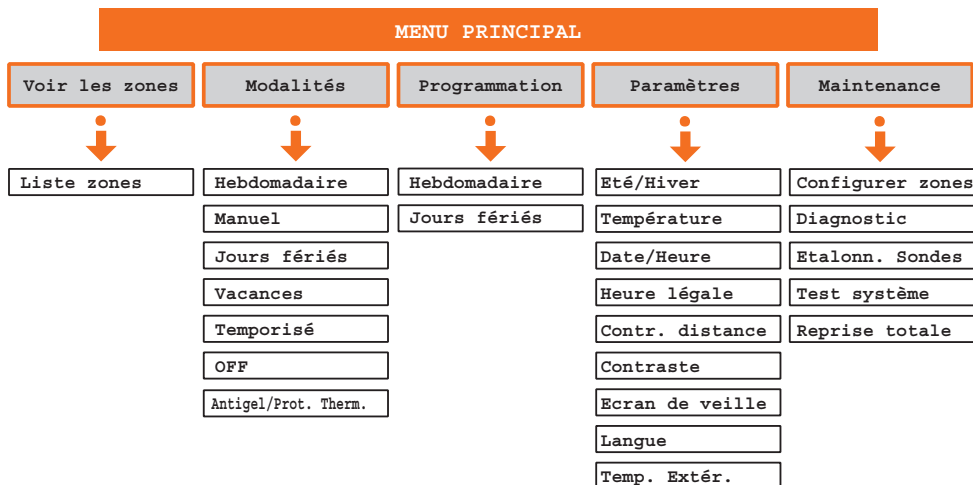 MENU PRINCIPAL
Voir les zones
Modalités
Programmation
Paramètres
Maintenance
Liste zones
Hebdomadaire
Manuel
Jours fériés
Vacances
Temporisé
OFF
Antigel/Prot. Therm.
Hebdomadaire
Jours fériés
Eté/Hiver
Température
Date/Heure
Heure légale
Contr. distance
Contraste
Ecran de veille
Langue
Temp. Extér.
Configurer zones
Diagnostic
Etalonn. Sondes
Test système
Reprise totale